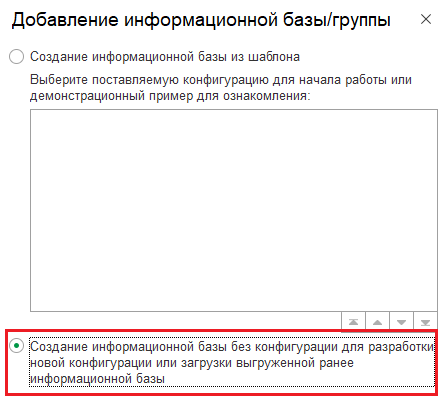 Добавление информационной базы/группы
Создание информационной базы из шаблона
Выберите поставляемую конфигурацию для начала работы или
демонстрационный пример для ознакомления:
Создание информационной базы без конфигурации для разработки
новой конфигурации или загрузки выгруженной ранее
информационной базы